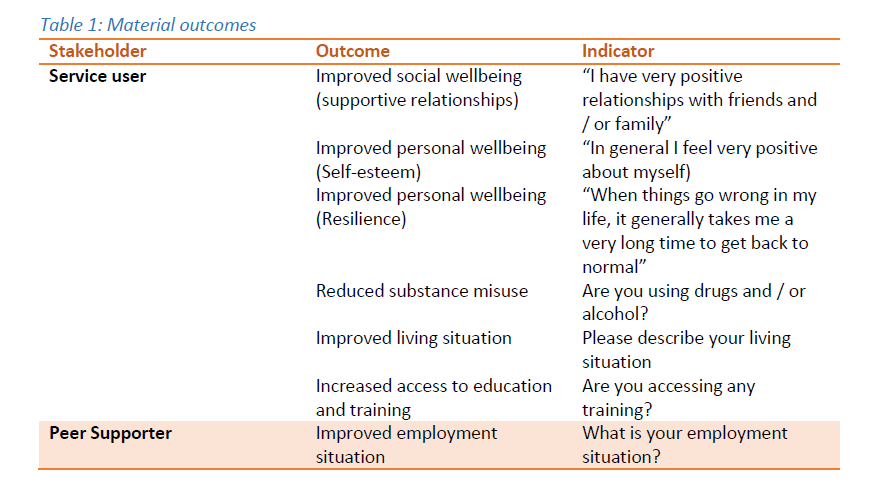 Table 1: Material outcomes
Stakeholder Outcome Indicator
Service user Improved social wellbeing “I have very positive
(supportive relationships) relationships with friends and
/ or family”
Improved personal wellbeing “In general I feel very positive
(Self-esteem) about myself)
Improved personal wellbeing “When things go wrong in my
(Resilience) life, it generally takes me a
very long time to get back to
normal”
Reduced substance misuse Are you using drugs and / or
alcohol?
Improved living situation Please describe your living
situation
Increased access to education Are you accessing any
and training training?
Peer Supporter Improved employment What is your employment
situation situation?